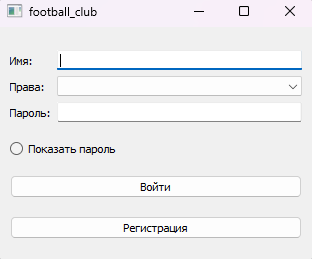 football_club
Имя:
Права:
Пароль:
Показать пароль
Войти
Регистрация